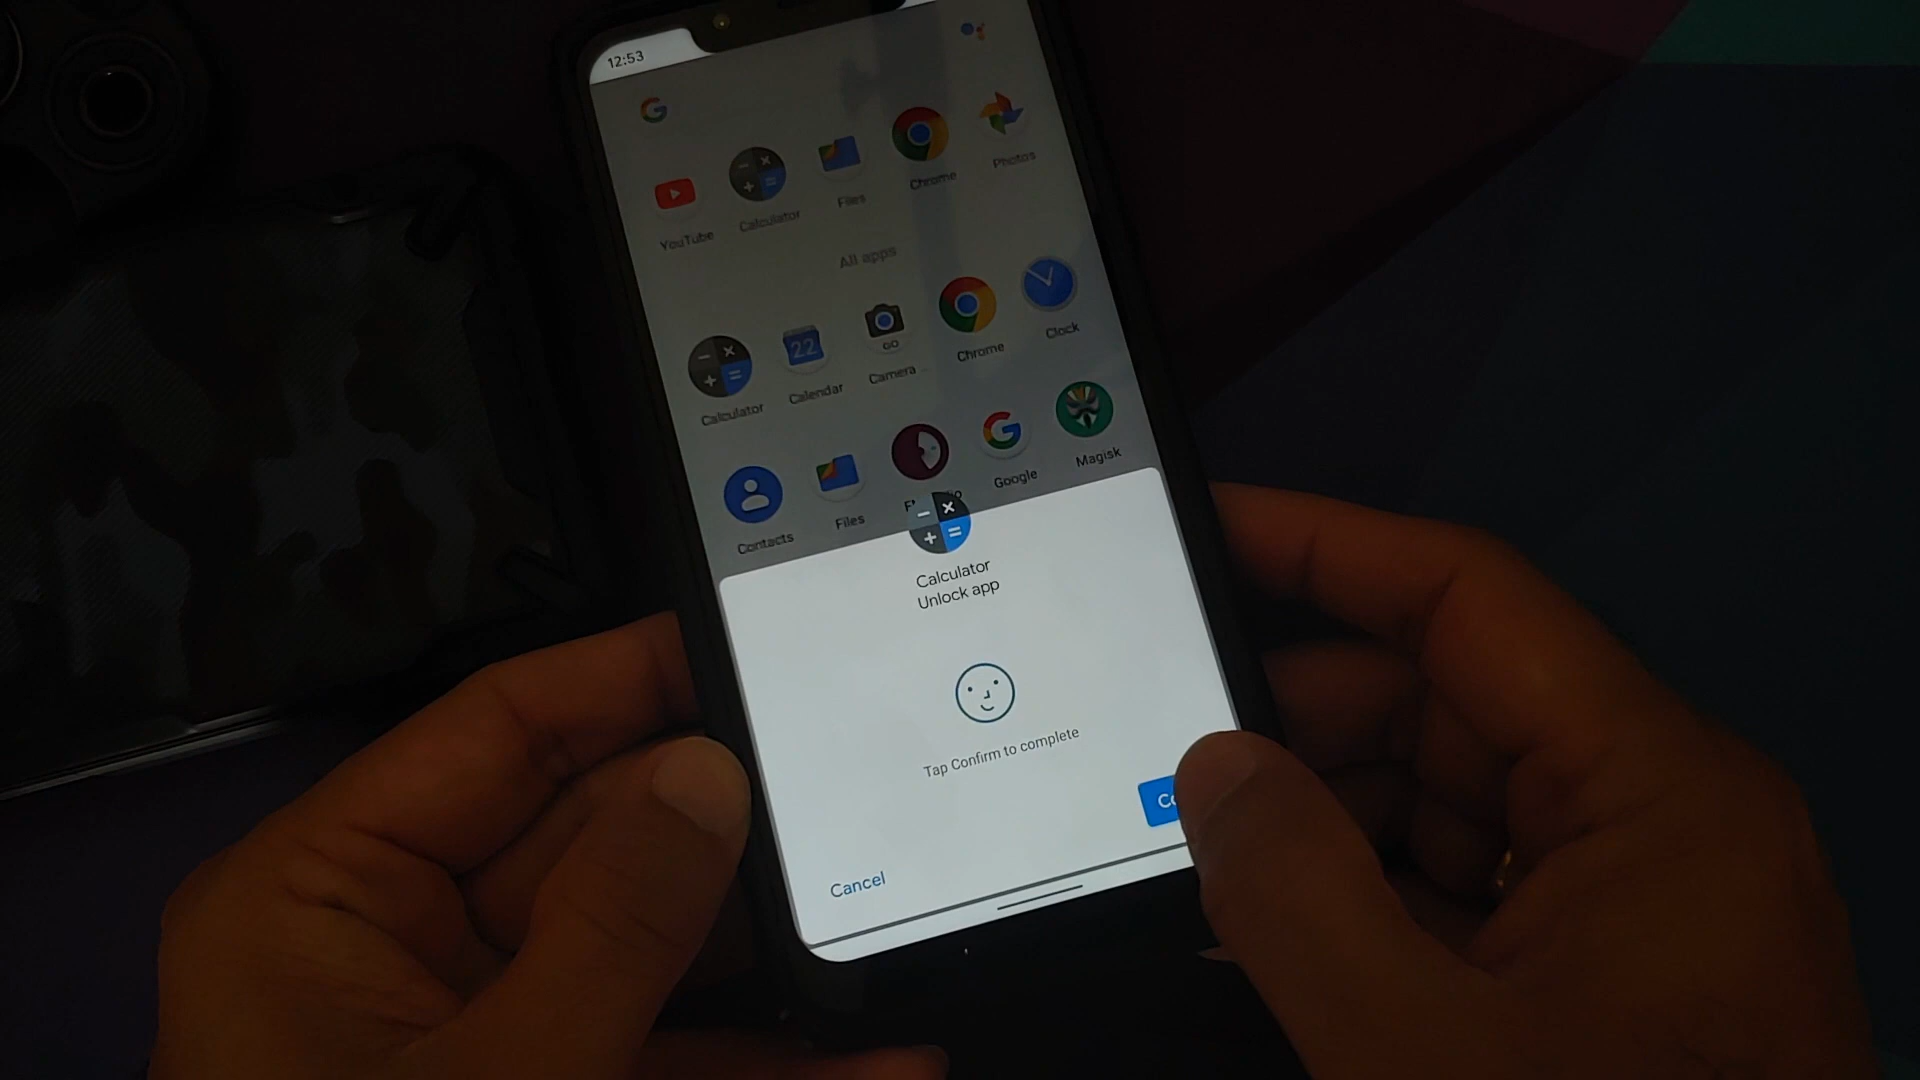 12:53
YouTube
Calculator
Files
Chrome
Photos
All apps
Calculator
Calendar
22
Camera ..
GO
Chrome
Clock
Contacts
Files
Google
Magisk
Calculator
Unlock app
Tap Confirm to complete
Cancel